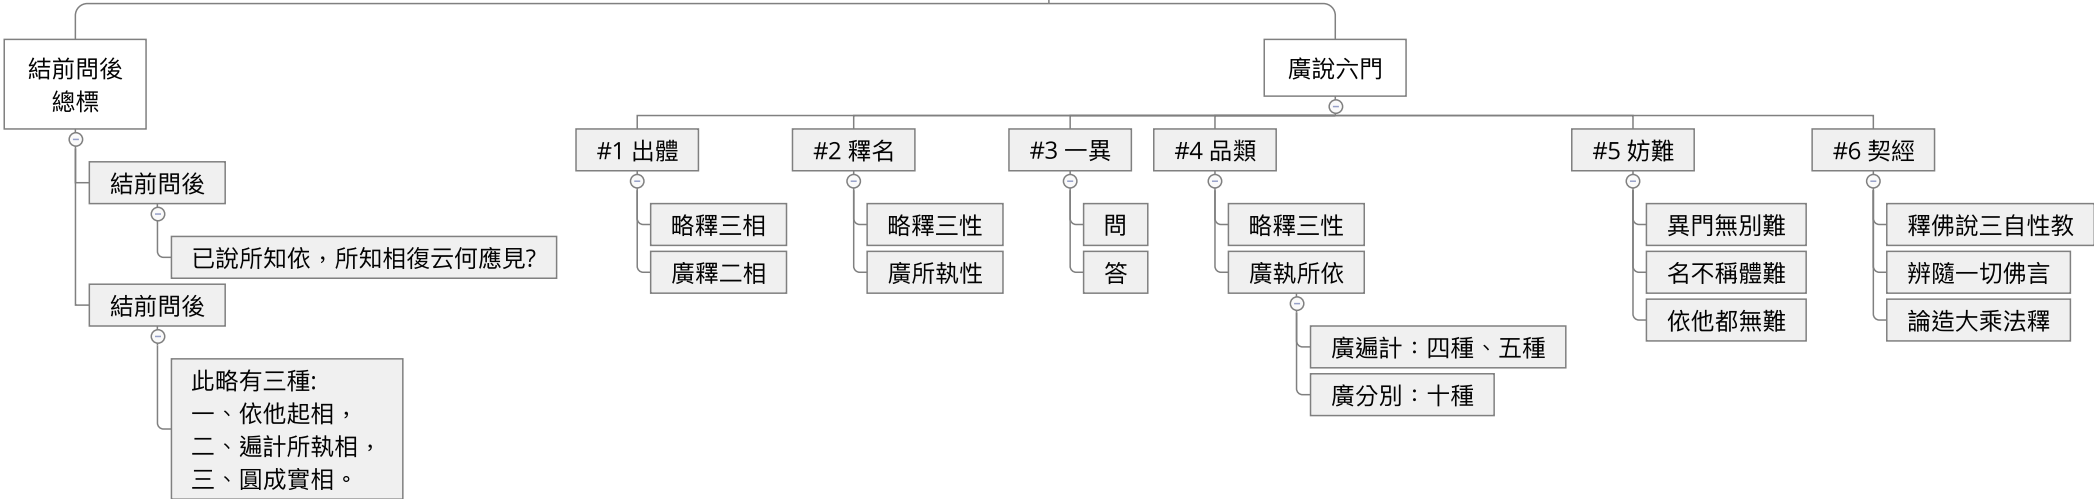 結前問後
總標
結前問後
已說所知依，所知相復云何應見?
結前問後
此略有三種:
一、依他起相，
二、遍計所執相，
三、圓成實相。
廣說六門
#1 出體
略釋三相
廣釋二相
#2 釋名
略釋三性
廣所執性
#3 一異
問
答
#4 品類
略釋三性
廣執所依
廣遍計：四種、五種
廣分別：十種
#5 妨難
異門無別難
名不稱體難
依他都無難
#6 契經
釋佛說三自性教
辨隨一切佛言
論造大乘法釋